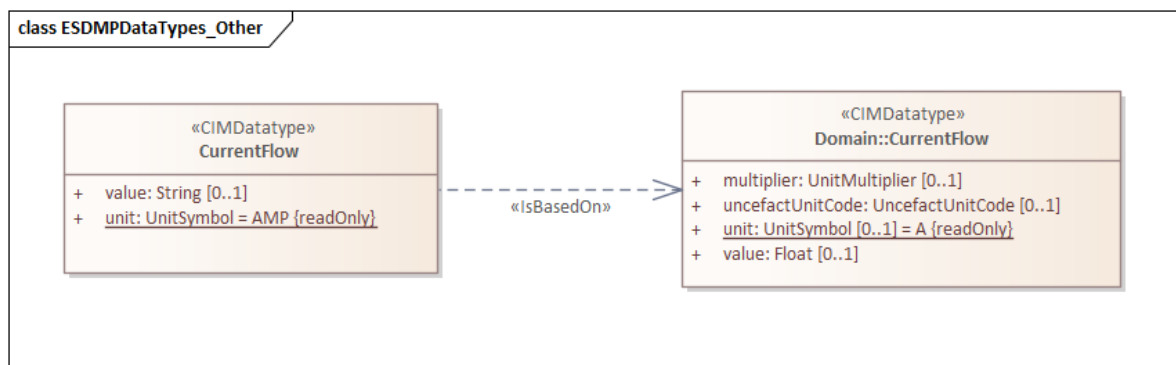 class ESDMPDataTypes_Other
«CIMDatatype»
CurrentFlow
+ value: String [0..1]
+ unit: UnitSymbol = AMP {readOnly}
«IsBasedOn»
«CIMDatatype»
Domain::CurrentFlow
+ multiplier: UnitMultiplier [0..1]
+ uncefactUnitCode: UncefactUnitCode [0..1]
+ unit: UnitSymbol [0..1] = A {readOnly}
+ value: Float [0..1]